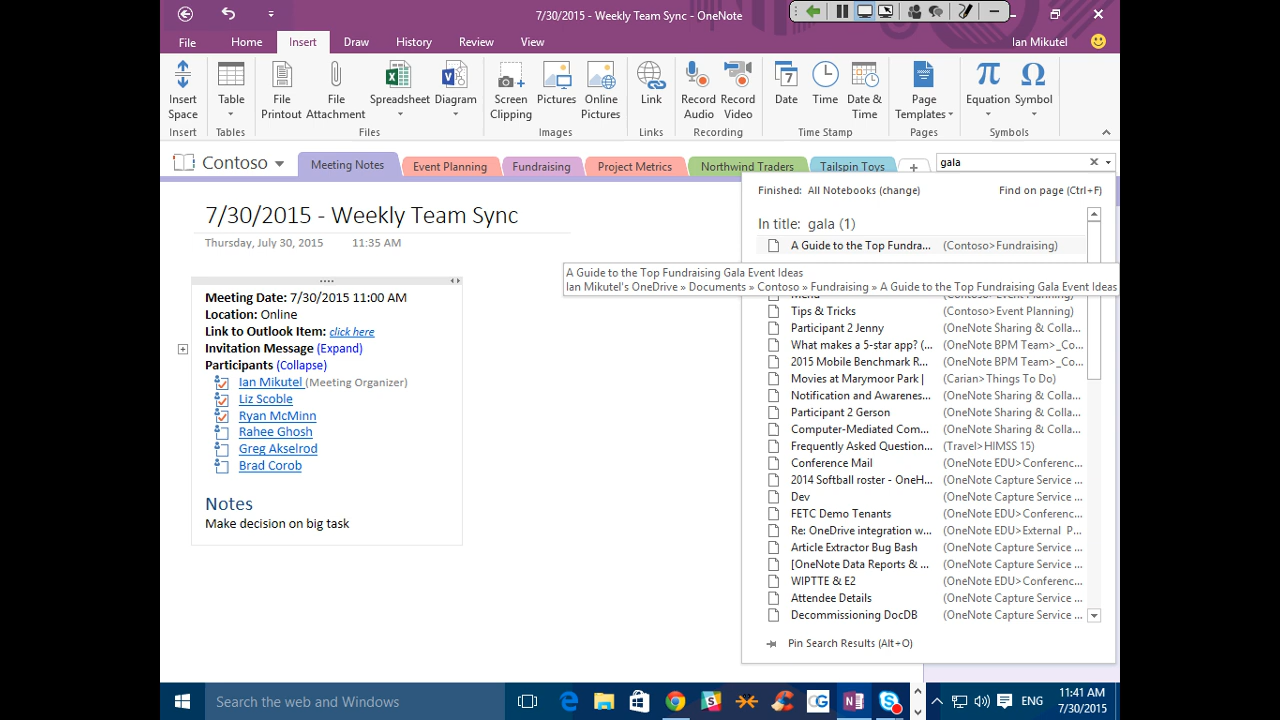 7/30/2015 - Weekly Team Sync - OneNote
File Home Insert Draw History Review View Ian Mikutel
Insert Space Table File Printout File Attachment Spreadsheet Diagram Screen Clipping Pictures Online Pictures Link Record Audio Record Video Date Time Date & Time Page Templates Equation Symbol
Insert Tables Files Images Links Recording Time Stamp Pages Symbols
Contoso Meeting Notes Event Planning Fundraising Project Metrics Northwind Traders Tailspin Toys + gala
Finished: All Notebooks (change) Find on page (Ctrl+F)
7/30/2015 - Weekly Team Sync
Thursday, July 30, 2015 11:35 AM
Meeting Date: 7/30/2015 11:00 AM
Location: Online
Link to Outlook Item: click here
Invitation Message (Expand)
Participants (Collapse)
Ian Mikutel (Meeting Organizer)
Liz Scoble
Ryan McMinn
Rahee Ghosh
Greg Akselrod
Brad Corob
Notes
Make decision on big task
In title: gala (1)
A Guide to the Top Fundra... (Contoso>Fundraising)
A Guide to the Top Fundraising Gala Event Ideas
Ian Mikutel's OneDrive » Documents » Contoso » Fundraising » A Guide to the Top Fundraising Gala Event Ideas
Menu (Contoso>Event Planning)
Tips & Tricks (Contoso>Event Planning)
Participant 2 Jenny (OneNote Sharing & Colla...
What makes a 5-star app? (... (OneNote BPM Team>_Co...
2015 Mobile Benchmark R... (OneNote BPM Team>_Co...
Movies at Marymoor Park | (Carian>Things To Do)
Notification and Awarenes... (OneNote Sharing & Colla...
Participant 2 Gerson (OneNote Sharing & Colla...
Computer-Mediated Com... (OneNote Sharing & Colla...
Frequently Asked Question... (Travel>HIMSS 15)
Conference Mail (OneNote EDU>Conferenc...
2014 Softball roster - OneH... (OneNote Capture Service ...
Dev (OneNote Capture Service ...
FETC Demo Tenants (OneNote EDU>Conferenc...
Re: OneDrive integration w... (OneNote EDU>External P...
Article Extractor Bug Bash (OneNote Capture Service ...
[OneNote Data Reports & ... (OneNote Capture Service ...
WIPTTE & E2 (OneNote EDU>Conferenc...
Attendee Details (OneNote Capture Service ...
Decommissioning DocDB (OneNote Capture Service ...
Pin Search Results (Alt+O)
Search the web and Windows ENG 11:41 AM
7/30/2015